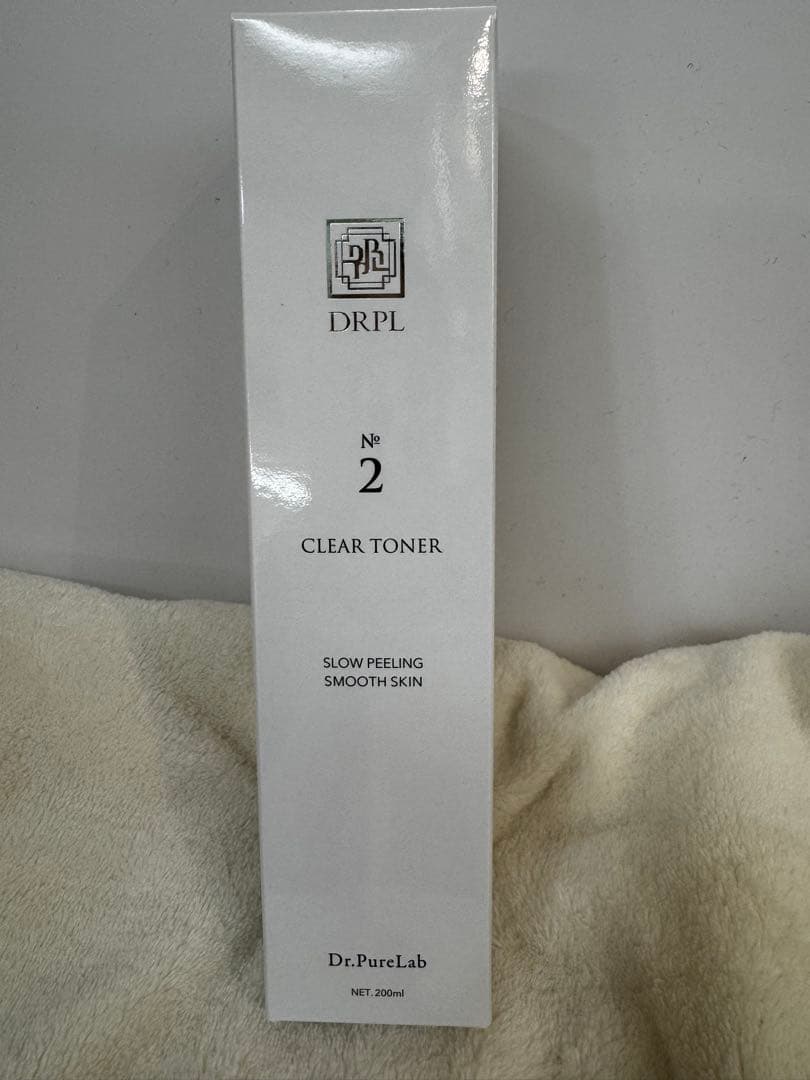 DRPL
№
2
CLEAR TONER
SLOW PEELING
SMOOTH SKIN
Dr.PureLab
NET. 200ml